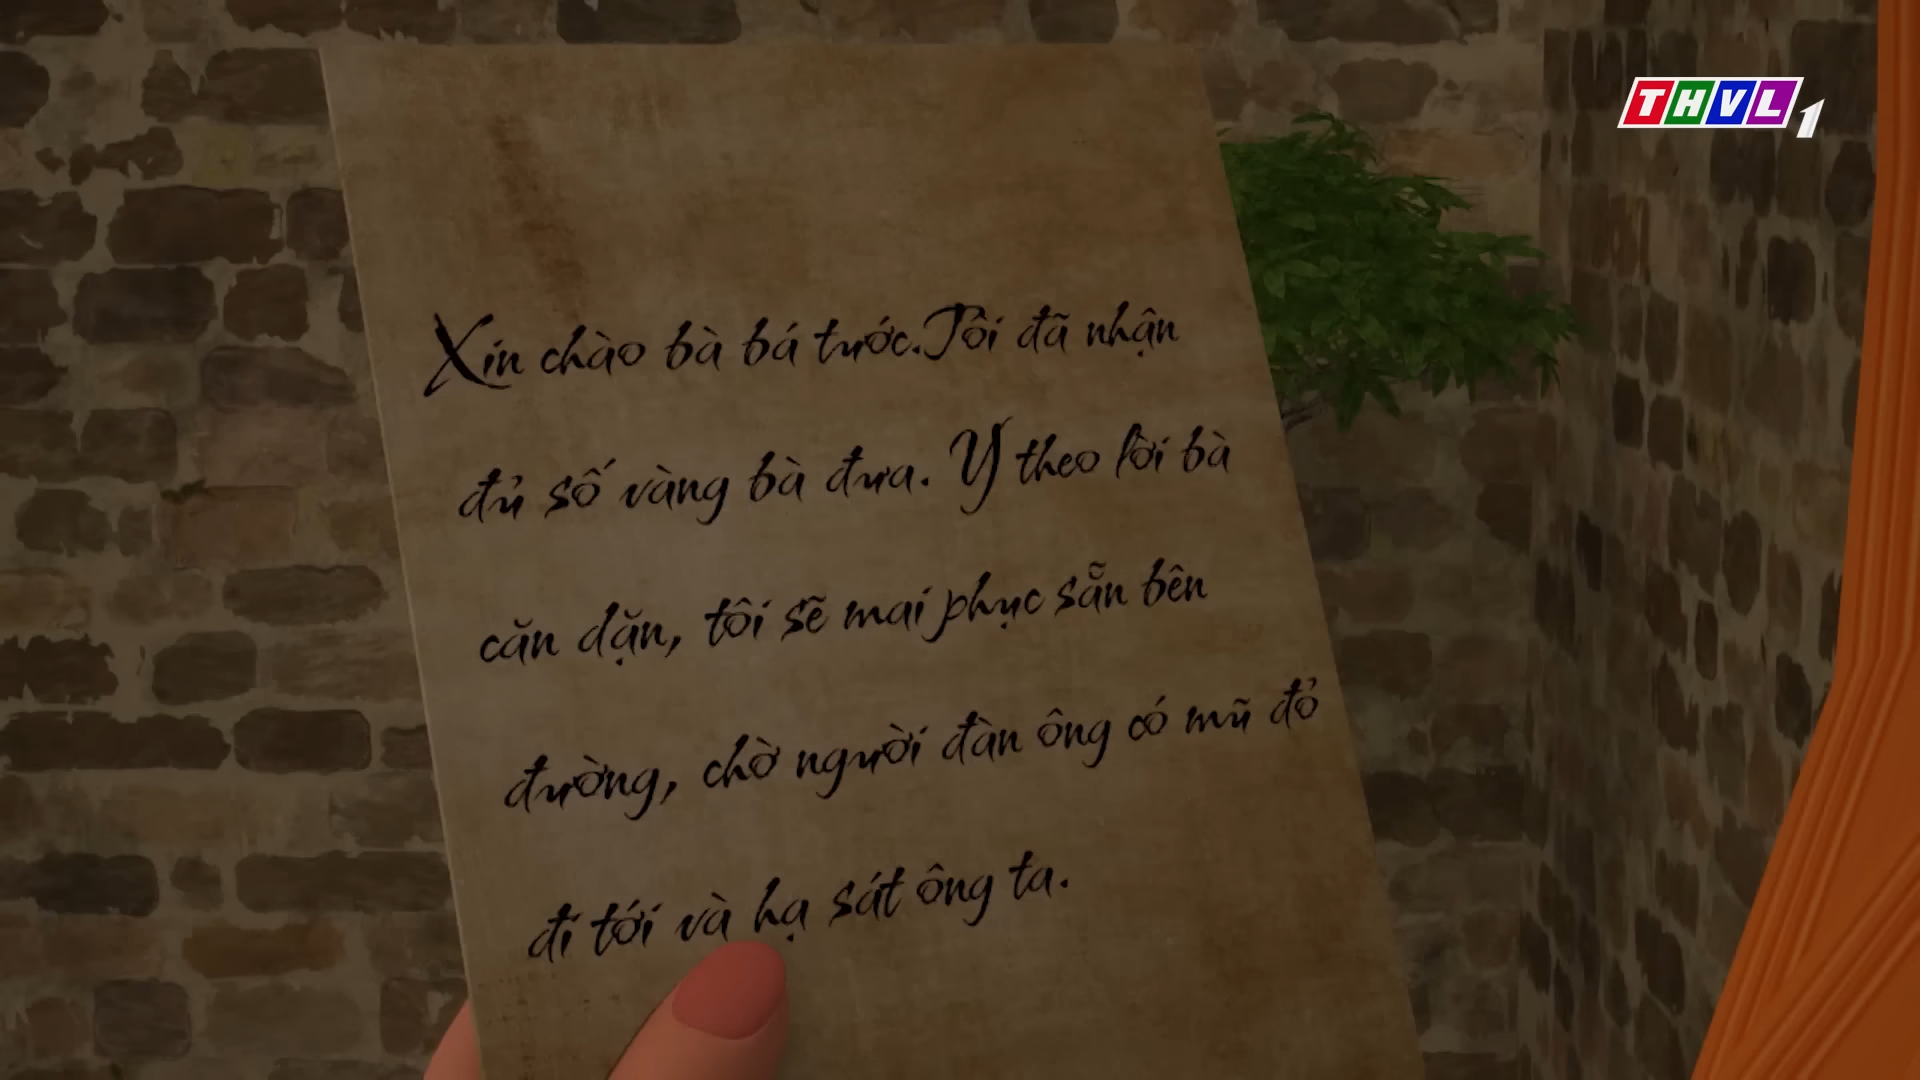 THVL1
Xin chào bà bá tước.Tôi đã nhận
đủ số vàng bà đưa. Y theo lời bà
căn dặn, tôi sẽ mai phục sẵn bên
đường, chờ người đàn ông có mũ đỏ
đi tới và hạ sát ông ta.